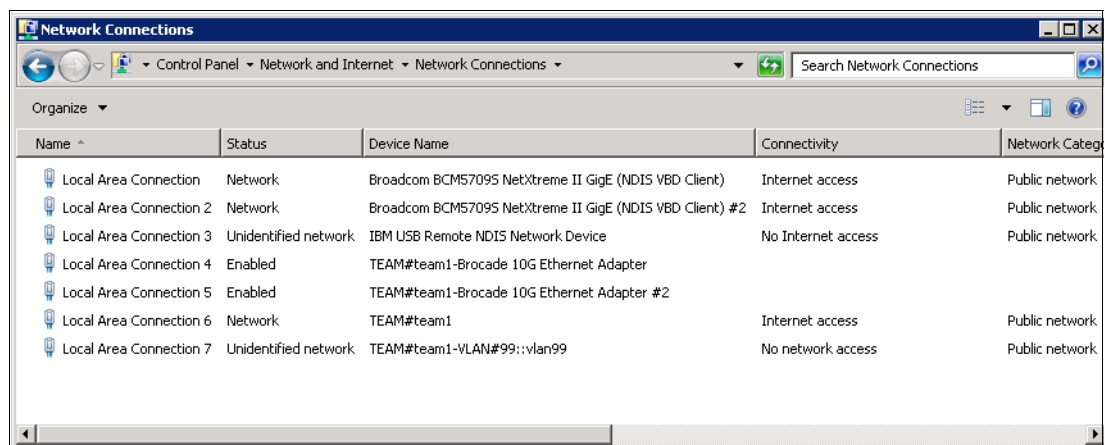 Network Connections
Control Panel Network and Internet Network Connections Search Network Connections
Organize
Name Status Device Name Connectivity Network Catego
Local Area Connection Network Broadcom BCM5709S NetXtreme II GigE (NDIS VBD Client) Internet access Public network
Local Area Connection 2 Network Broadcom BCM5709S NetXtreme II GigE (NDIS VBD Client) #2 Internet access Public network
Local Area Connection 3 Unidentified network IBM USB Remote NDIS Network Device No Internet access Public network
Local Area Connection 4 Enabled TEAM#team1-Brocade 10G Ethernet Adapter
Local Area Connection 5 Enabled TEAM#team1-Brocade 10G Ethernet Adapter #2
Local Area Connection 6 Network TEAM#team1 Internet access Public network
Local Area Connection 7 Unidentified network TEAM#team1-VLAN#99::vlan99 No network access Public network